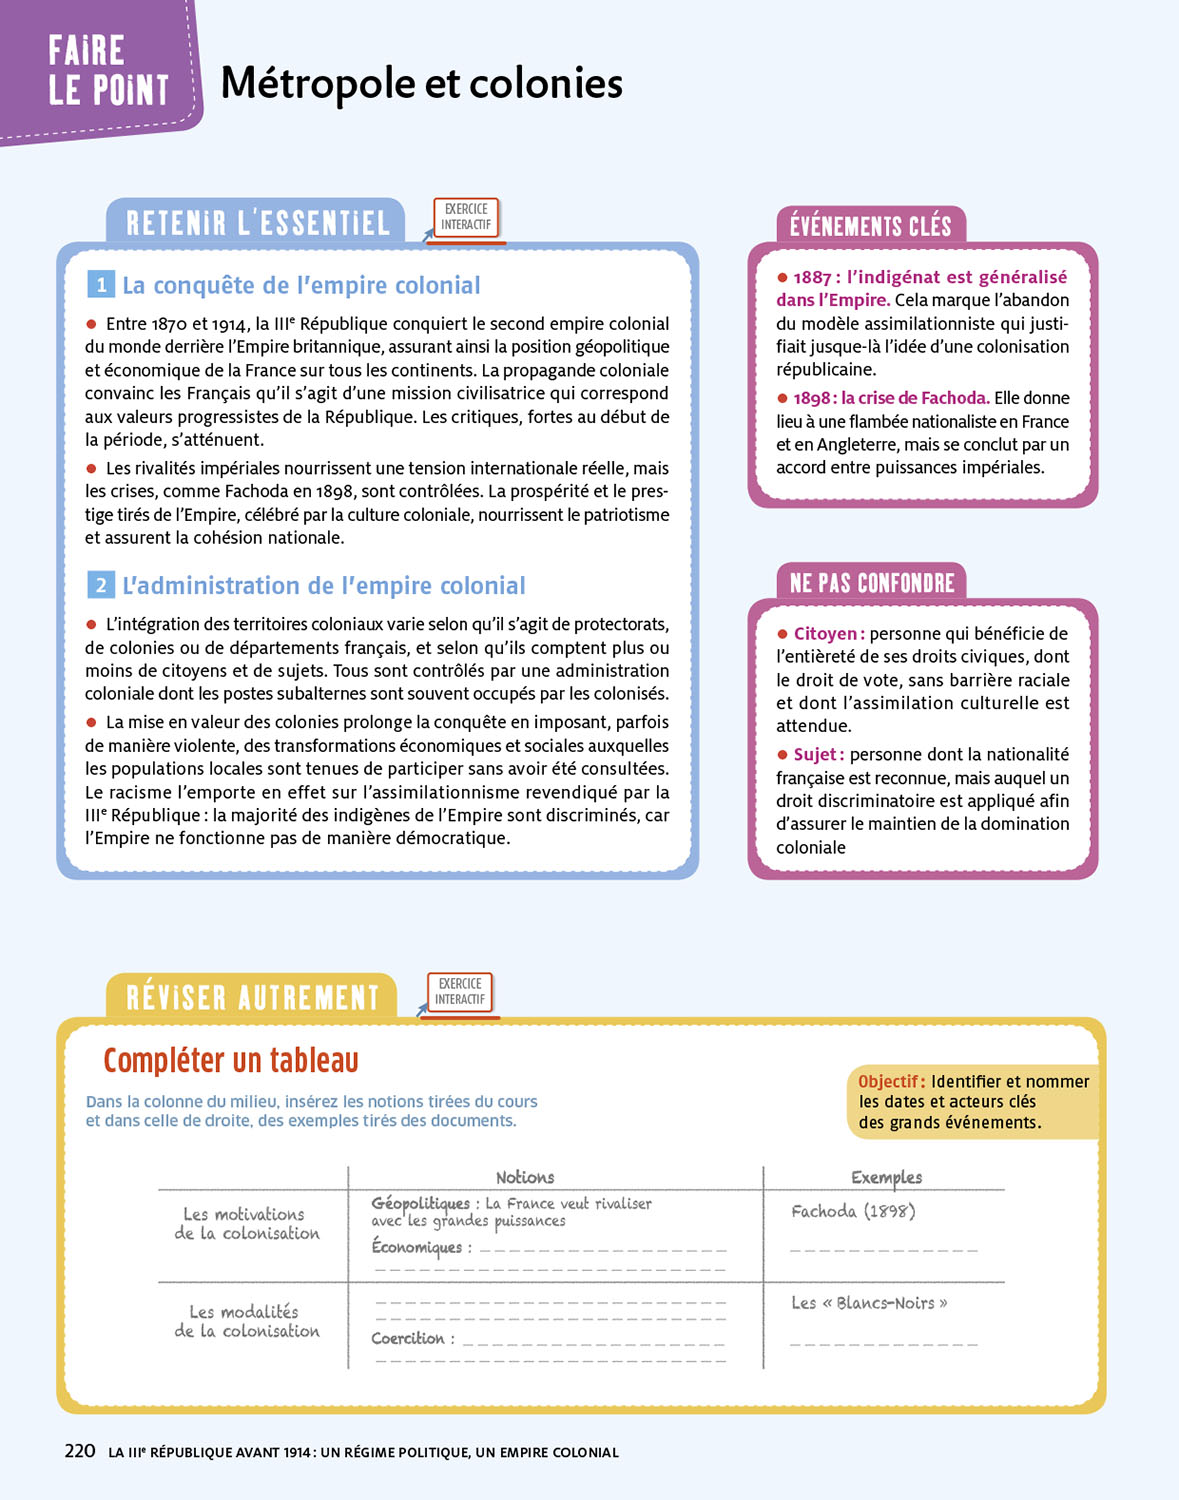 FAIRE
LE POINT
Métropole et colonies
RETENIR L'ESSENTIEL
EXERCICE
INTERACTIF
1 La conquête de l'empire colonial
• Entre 1870 et 1914, la IIIe République conquiert le second empire colonial
du monde derrière l'Empire britannique, assurant ainsi la position géopolitique
et économique de la France sur tous les continents. La propagande coloniale
convainc les Français qu'il s'agit d'une mission civilisatrice qui correspond
aux valeurs progressistes de la République. Les critiques, fortes au début de
la période, s'atténuent.
• Les rivalités impériales nourrissent une tension internationale réelle, mais
les crises, comme Fachoda en 1898, sont contrôlées. La prospérité et le pres-
tige tirés de l'Empire, célébré par la culture coloniale, nourrissent le patriotisme
et assurent la cohésion nationale.
2 L'administration de l'empire colonial
• L'intégration des territoires coloniaux varie selon qu'il s'agit de protectorats,
de colonies ou de départements français, et selon qu'ils comptent plus ou
moins de citoyens et de sujets. Tous sont contrôlés par une administration
coloniale dont les postes subalternes sont souvent occupés par les colonisés.
• La mise en valeur des colonies prolonge la conquête en imposant, parfois
de manière violente, des transformations économiques et sociales auxquelles
les populations locales sont tenues de participer sans avoir été consultées.
Le racisme l'emporte en effet sur l'assimilationnisme revendiqué par la
IIIe République : la majorité des indigènes de l'Empire sont discriminés, car
l'Empire ne fonctionne pas de manière démocratique.
ÉVÉNEMENTS CLÉS
• 1887 : l'indigénat est généralisé
dans l'Empire. Cela marque l'abandon
du modèle assimilationniste qui justi-
fiait jusque-là l'idée d'une colonisation
républicaine.
• 1898 : la crise de Fachoda. Elle donne
lieu à une flambée nationaliste en France
et en Angleterre, mais se conclut par un
accord entre puissances impériales.
NE PAS CONFONDRE
• Citoyen : personne qui bénéficie de
l'entièreté de ses droits civiques, dont
le droit de vote, sans barrière raciale
et dont l'assimilation culturelle est
attendue.
• Sujet : personne dont la nationalité
française est reconnue, mais auquel un
droit discriminatoire est appliqué afin
d'assurer le maintien de la domination
coloniale
RÉVISER AUTREMENT
EXERCICE
INTERACTIF
Compléter un tableau
Dans la colonne du milieu, insérez les notions tirées du cours
et dans celle de droite, des exemples tirés des documents.
Objectif : Identifier et nommer
les dates et acteurs clés
des grands événements.
Notions
Exemples
Les motivations
de la colonisation
Géopolitiques : La France veut rivaliser
avec les grandes puissances
Économiques :
Fachoda (1898)
Les modalités
de la colonisation
Coercition :
Les « Blancs-Noirs »
220 LA IIIe RÉPUBLIQUE AVANT 1914 : UN RÉGIME POLITIQUE, UN EMPIRE COLONIAL